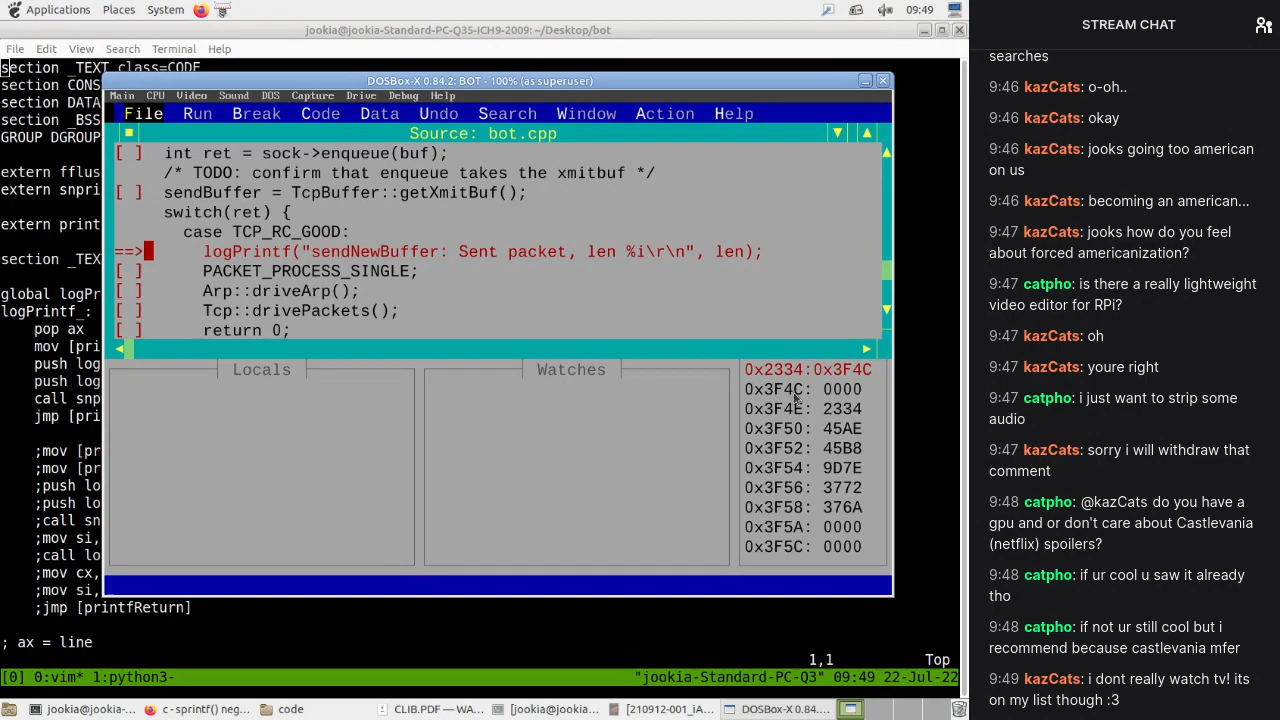 Applications Places System 09:49
jookia@jookia-Standard-PC-Q35-ICH9-2009: ~/Desktop/bot
File Edit View Search Terminal Help
section _TEXT class=CODE
section CONS
section DATA
section _BSS
GROUP DGROUP
extern fflus
extern snpri
extern print
section _TEX
global logPr
logPrintf_:
pop ax
mov [pri
push log
push log
call snp
jmp [pri
;mov [pr
;mov [pr
;push lo
;push lo
;call sn
;mov si,
;call lo
;mov cx,
;mov si,
;jmp [printfReturn]
; ax = line
1,1 Top
[0] 0:vim* 1:python3- "jookia-Standard-PC-Q3" 09:49 22-Jul-22
DOSBox-X 0.84.2: BOT - 100% (as superuser)
Main CPU Video Sound DOS Capture Drive Debug Help
File Run Break Code Data Undo Search Window Action Help
Source: bot.cpp
[ ] int ret = sock->enqueue(buf);
/* TODO: confirm that enqueue takes the xmitbuf */
[ ] sendBuffer = TcpBuffer::getXmitBuf();
switch(ret) {
case TCP_RC_GOOD:
==> logPrintf("sendNewBuffer: Sent packet, len %i\r\n", len);
[ ] PACKET_PROCESS_SINGLE;
[ ] Arp::driveArp();
[ ] Tcp::drivePackets();
[ ] return 0;
Locals
Watches
0x2334:0x3F4C
0x3F4C: 0000
0x3F4E: 2334
0x3F50: 45AE
0x3F52: 45B8
0x3F54: 9D7E
0x3F56: 3772
0x3F58: 376A
0x3F5A: 0000
0x3F5C: 0000
jookia@jookia-... c - sprintf() neg... code CLIB.PDF — WA... [jookia@jookia-... [210912-001_iA... DOSBox-X 0.84....
STREAM CHAT
searches
9:46 kazCats: o-oh..
9:46 kazCats: okay
9:46 kazCats: jooks going too american
on us
9:46 kazCats: becoming an american...
9:47 kazCats: jooks how do you feel
about forced americanization?
9:47 catpho: is there a really lightweight
video editor for RPi?
9:47 kazCats: oh
9:47 kazCats: youre right
9:47 catpho: i just want to strip some
audio
9:47 kazCats: sorry i will withdraw that
comment
9:48 catpho: @kazCats do you have a
gpu and or don't care about Castlevania
(netflix) spoilers?
9:48 catpho: if ur cool u saw it already
tho
9:48 catpho: if not ur still cool but i
recommend because castlevania mfer
9:49 kazCats: i dont really watch tv! its
on my list though :3